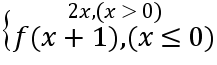 {2x,(x > 0)
f(x + 1),(x ≤ 0)